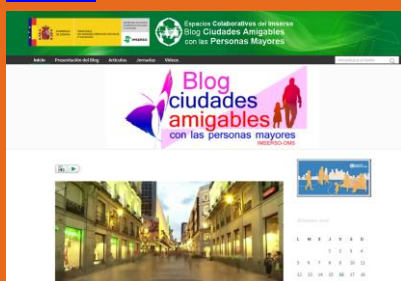 Espacios Colaborativos del Imserso
Blog Ciudades Amigables
con las Personas Mayores
Inicio Presentación del Blog Artículos Jornadas Vídeos
Blog
ciudades
amigables
con las personas mayores
IMSERSO-OMS
L M X J V S D
1 2 3 4
5 6 7 8 9 10 11
12 13 14 15 16 17 18